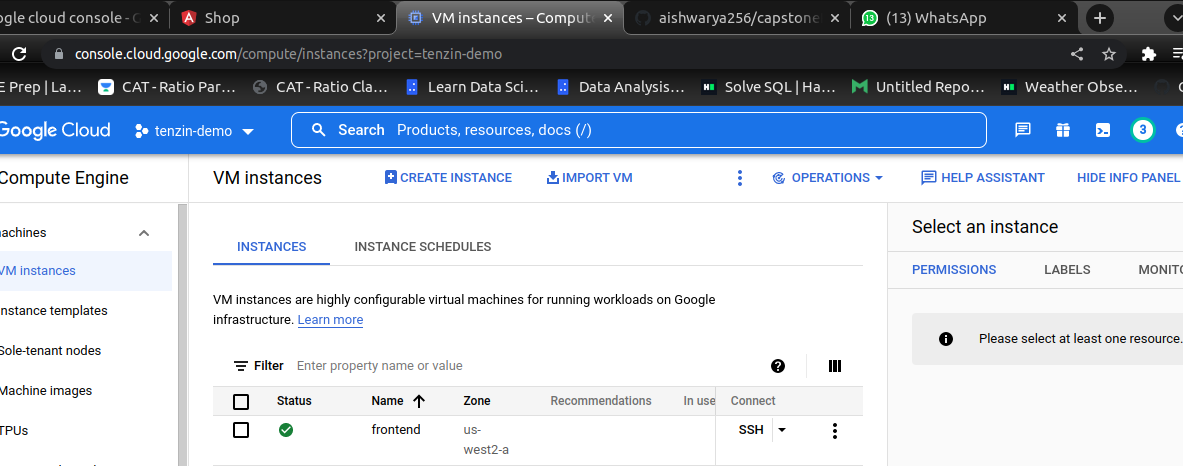 ogle cloud console - C
Shop
VM instances – Compute
aishwarya256/capstone
(13) WhatsApp
console.cloud.google.com/compute/instances?project=tenzin-demo
E Prep | La…
CAT - Ratio Par…
CAT - Ratio Cla…
Learn Data Sci…
Data Analysis…
Solve SQL | Ha…
Untitled Repo…
Weather Obse…
Google Cloud
tenzin-demo
Search Products, resources, docs (/)
3
Compute Engine
VM instances
CREATE INSTANCE
IMPORT VM
OPERATIONS
HELP ASSISTANT
HIDE INFO PANEL
achines
VM instances
nstance templates
Sole-tenant nodes
Machine images
TPUs
INSTANCES
INSTANCE SCHEDULES
VM instances are highly configurable virtual machines for running workloads on Google
infrastructure. Learn more
Filter Enter property name or value
Status Name Zone Recommendations In use Connect
frontend us- SSH
west2-a
Select an instance
PERMISSIONS LABELS MONITO
Please select at least one resource.